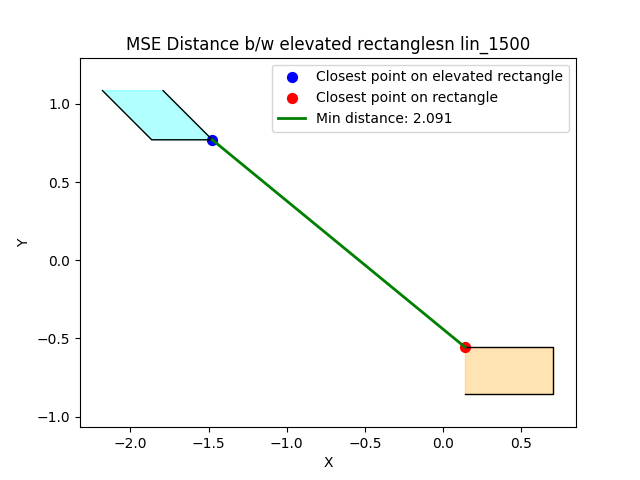 MSE Distance b/w elevated rectanglesn lin_1500
Closest point on elevated rectangle
Closest point on rectangle
Min distance: 2.091
1.0
0.5
0.0
−0.5
−1.0
Y
−2.0 −1.5 −1.0 −0.5 0.0 0.5
X